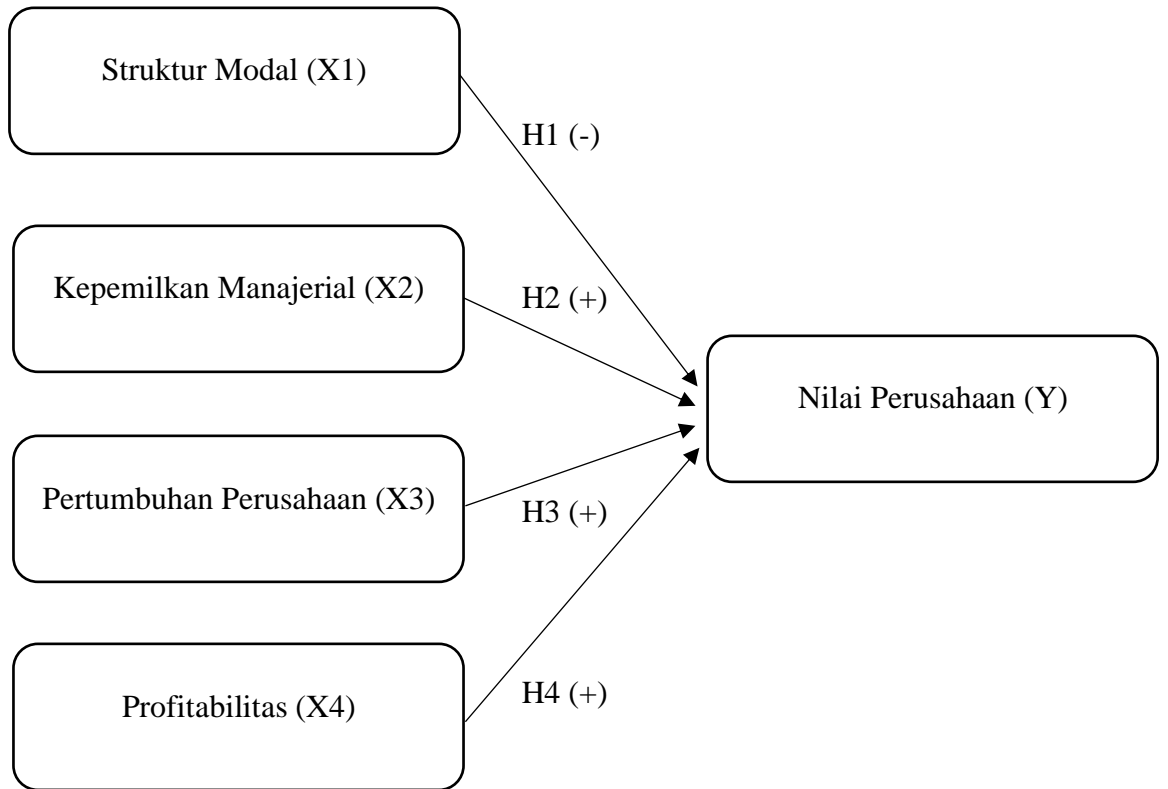 Struktur Modal (X1)
H1 (-)
Kepemilkan Manajerial (X2)
H2 (+)
Nilai Perusahaan (Y)
Pertumbuhan Perusahaan (X3)
H3 (+)
Profitabilitas (X4)
H4 (+)